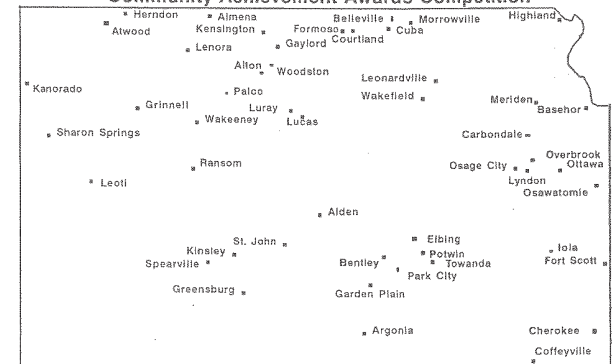 Community Achievement Awards Competition
Herndon
Almena
Belleville
Morrowville
Highland
Atwood
Kensington
Formoso
Cuba
Courtland
Lenora
Gaylord
Alton
Woodston
Leonardville
Kanorado
Palco
Wakefield
Grinnell
Luray
Meriden
Basehor
Wakeeney
Lucas
Sharon Springs
Carbondale
Overbrook
Ransom
Osage City
Ottawa
Lyndon
Leoti
Osawatomie
Alden
St. John
Elbing
Kinsley
Potwin
Iola
Spearville
Bentley
Towanda
Fort Scott
Park City
Greensburg
Garden Plain
Argonia
Cherokee
Coffeyville